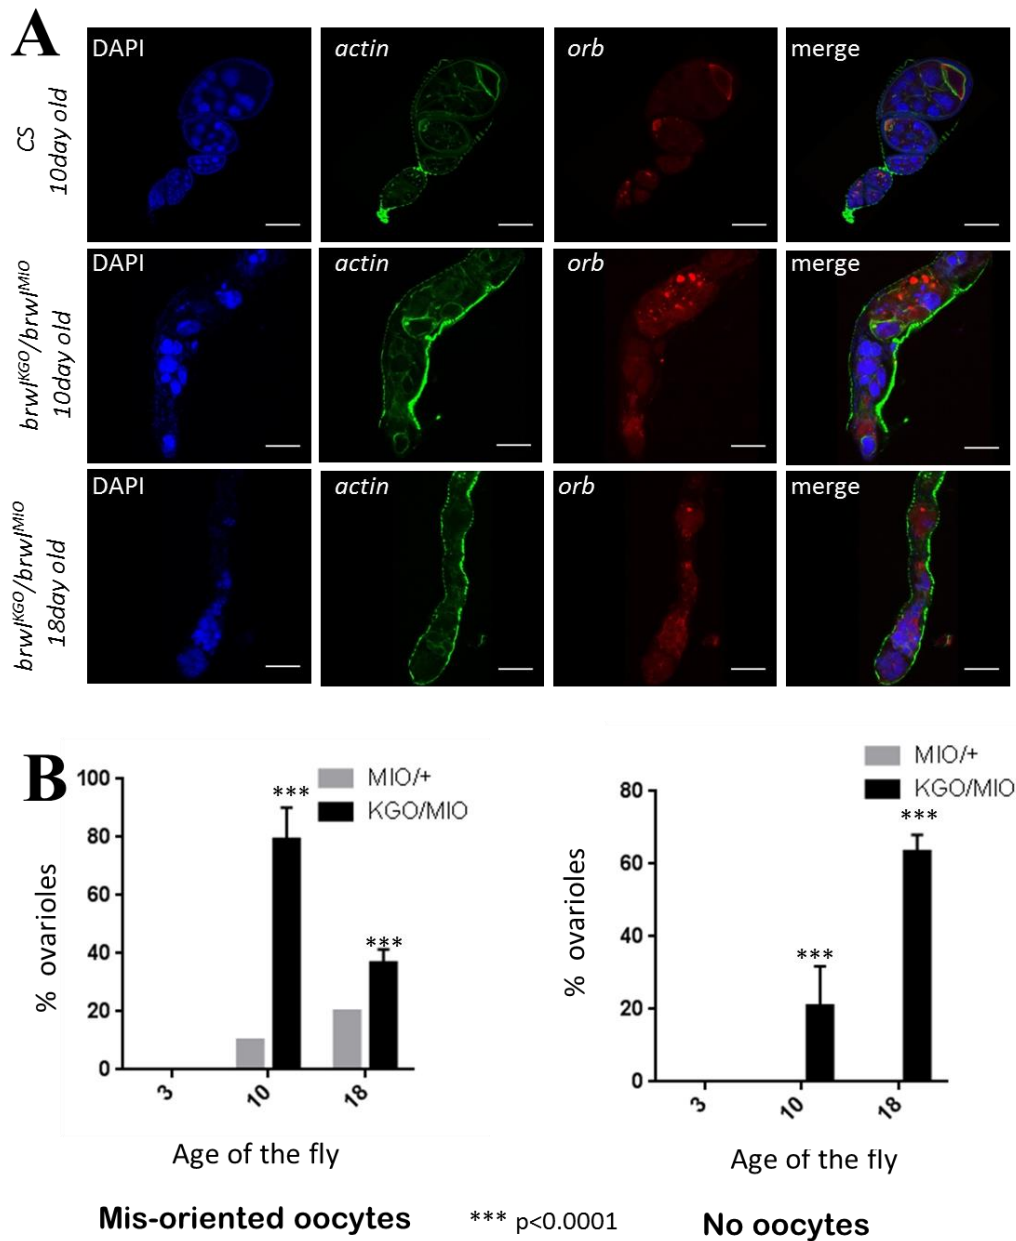 A
DAPI actin orb merge
CS
10day old
DAPI actin orb merge
brwl^KGO/brwl^MIO
10day old
DAPI actin orb merge
brwl^KGO/brwl^MIO
18day old
B
MIO/+
KGO/MIO
% ovarioles
100
80
60
40
20
0
***
***
3 10 18
Age of the fly
Mis-oriented oocytes
MIO/+
KGO/MIO
% ovarioles
80
60
40
20
0
***
***
3 10 18
Age of the fly
No oocytes
*** p<0.0001